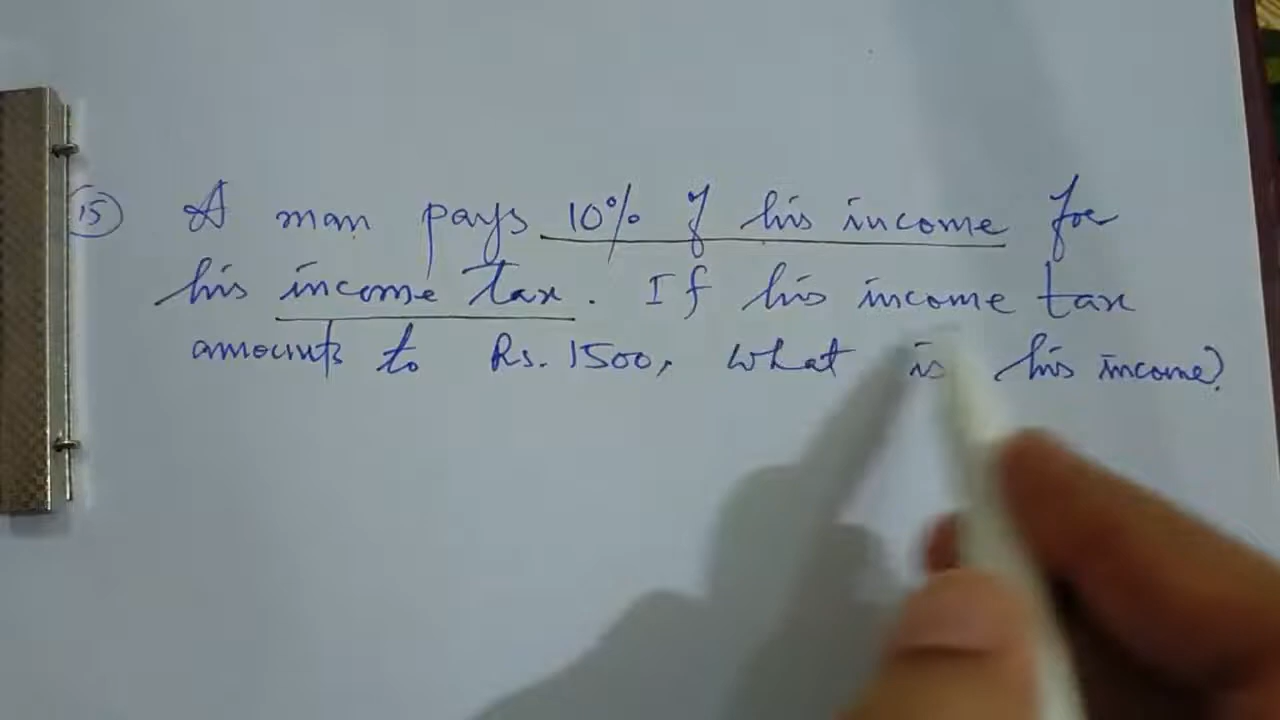 15 A man pays 10% of his income for
his income tax. If his income tax
amounts to Rs. 1500, what is his income?